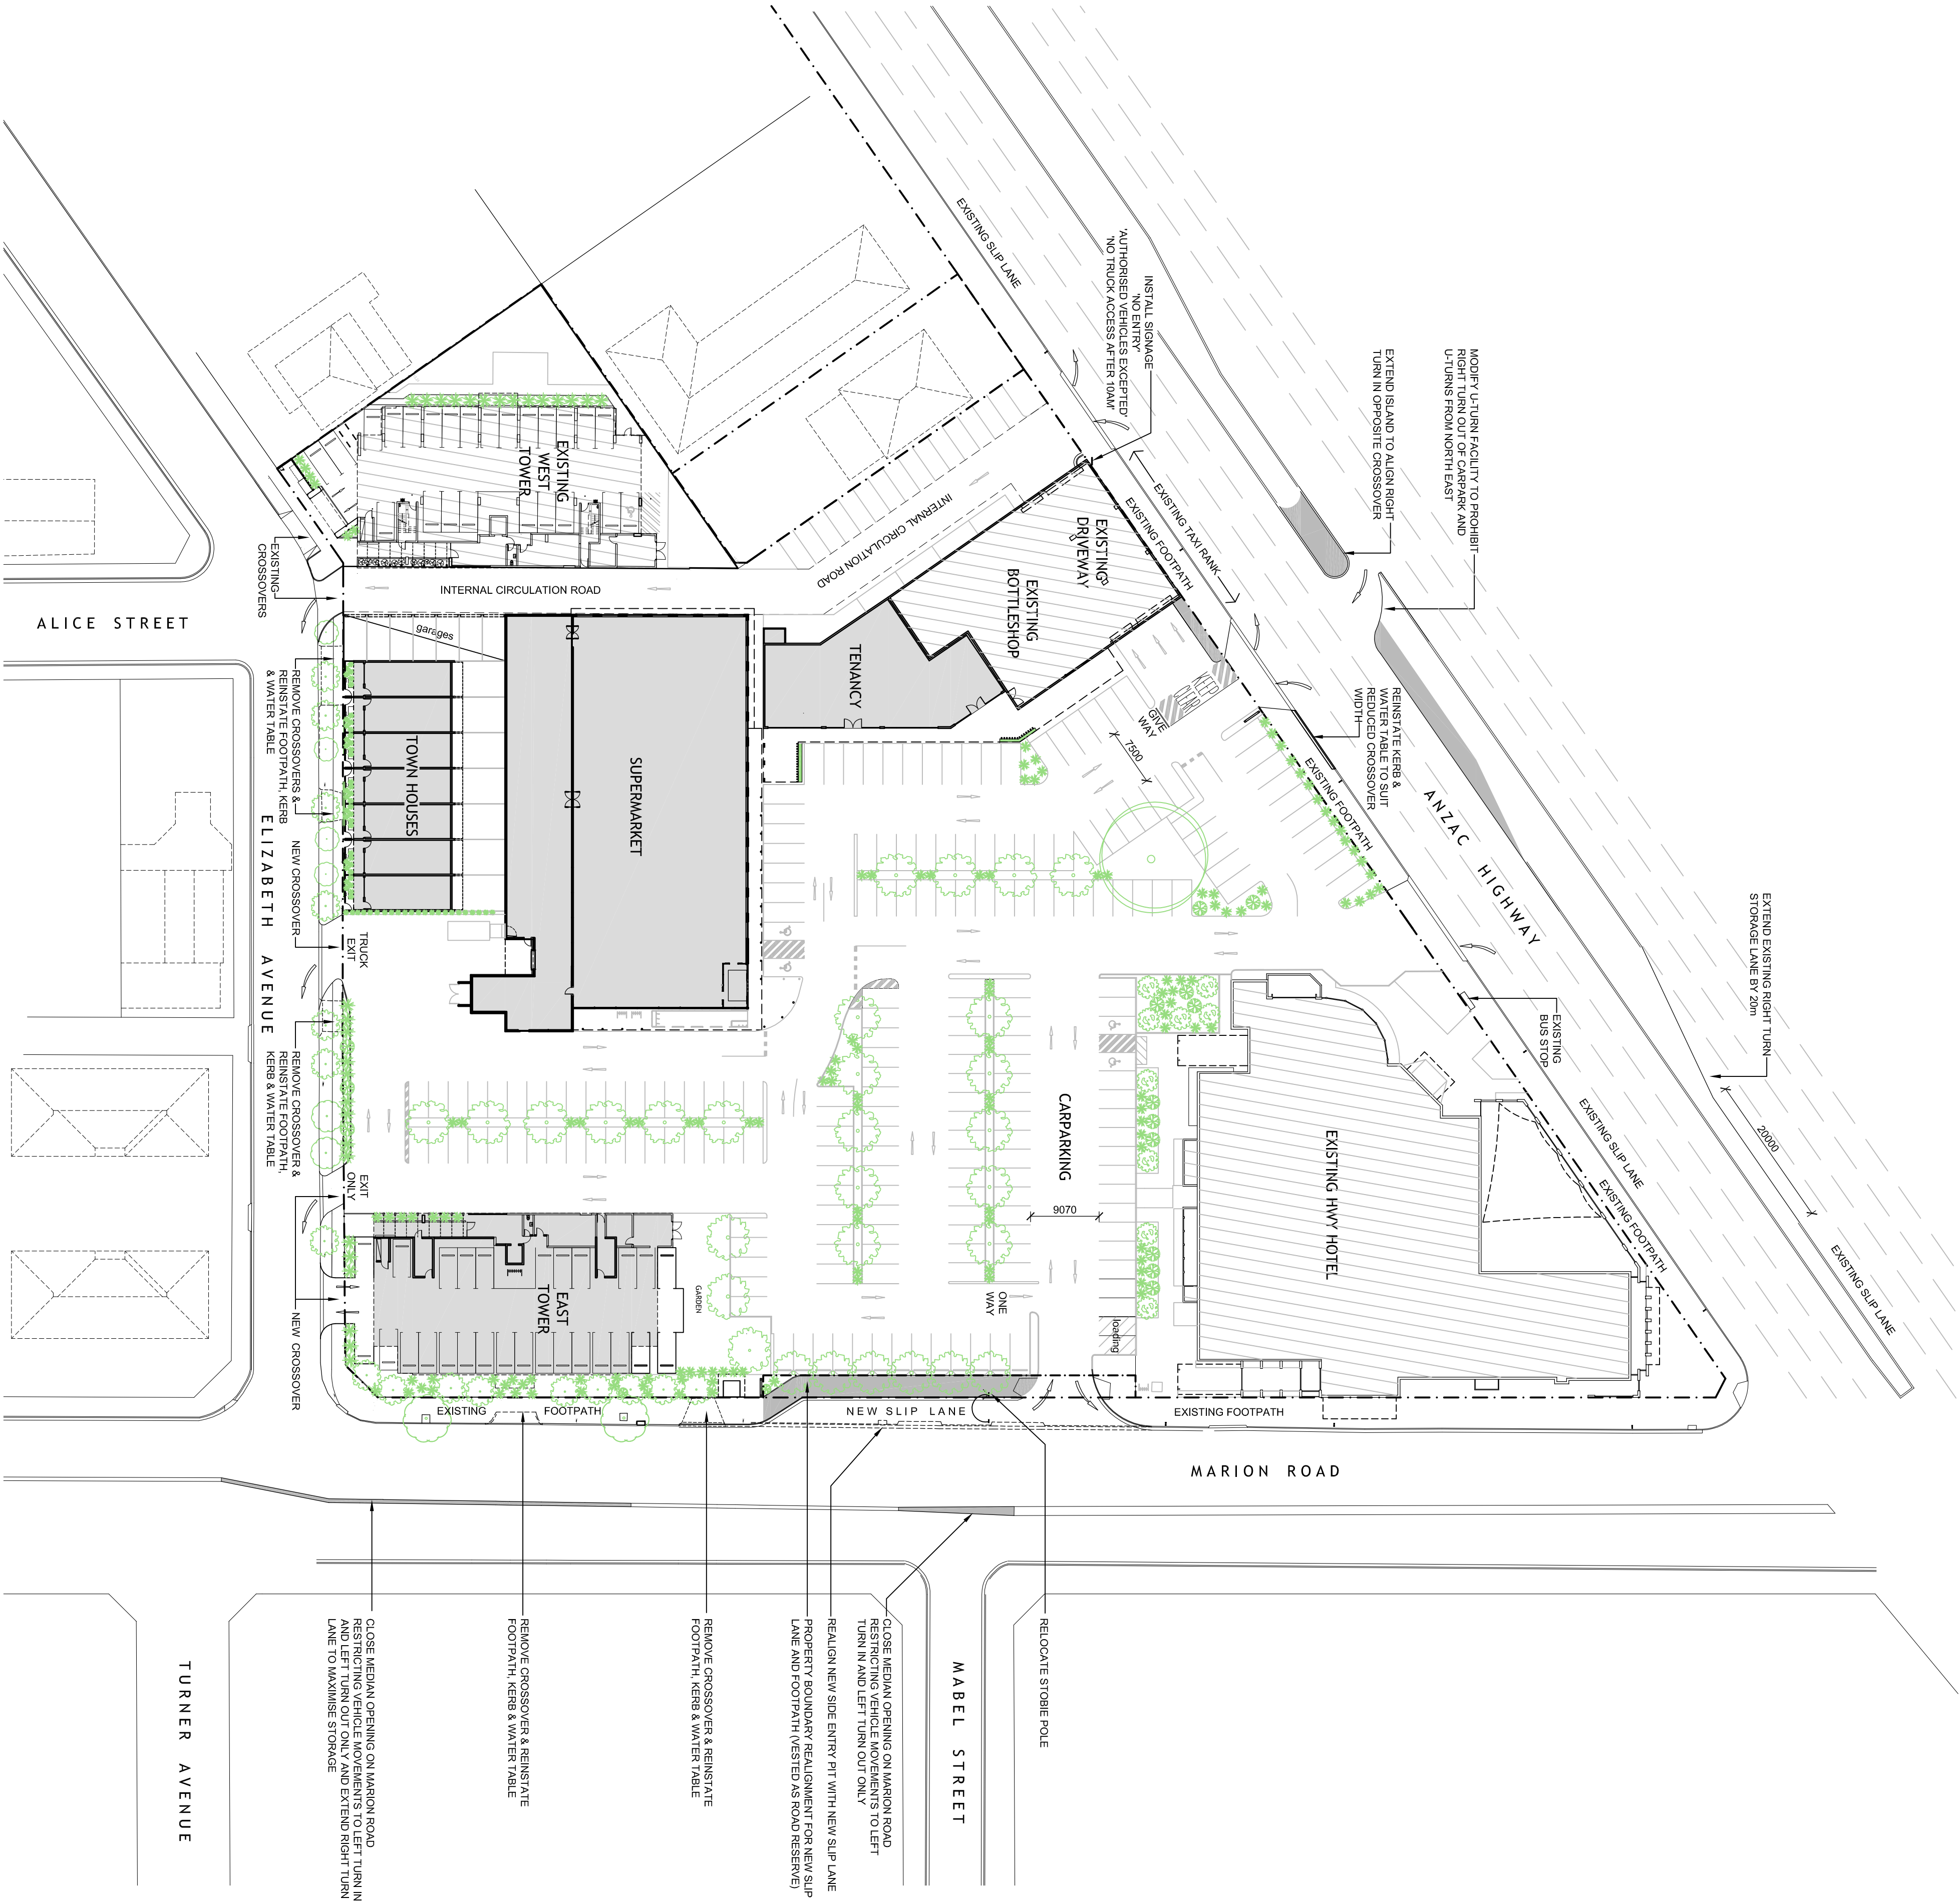 MODIFY U-TURN FACILITY TO PROHIBIT
RIGHT TURN OUT OF CARPARK AND
U-TURNS FROM NORTH EAST
EXTEND ISLAND TO ALIGN RIGHT
TURN IN OPPOSITE CROSSOVER
INSTALL SIGNAGE
'NO ENTRY'
'AUTHORISED VEHICLES EXCEPTED'
'NO TRUCK ACCESS AFTER 10AM'
EXISTING SLIP LANE
EXISTING TAXI RANK
EXISTING FOOTPATH
EXISTING
DRIVEWAY
EXISTING
BOTTLESHOP
INTERNAL CIRCULATION ROAD
EXISTING
WEST
TOWER
INTERNAL CIRCULATION ROAD
EXISTING
CROSSOVERS
ALICE STREET
garages
TENANCY
KEEP
CLEAR
GIVE
WAY
7500
REINSTATE KERB &
WATER TABLE TO SUIT
REDUCED CROSSOVER
WIDTH
EXISTING FOOTPATH
ANZAC HIGHWAY
EXTEND EXISTING RIGHT TURN
STORAGE LANE BY 20m
20000
EXISTING SLIP LANE
EXISTING
BUS STOP
EXISTING SLIP LANE
EXISTING FOOTPATH
REMOVE CROSSOVERS &
REINSTATE FOOTPATH, KERB
& WATER TABLE
TOWN HOUSES
SUPERMARKET
ELIZABETH AVENUE
NEW CROSSOVER
TRUCK
EXIT
REMOVE CROSSOVER &
REINSTATE FOOTPATH,
KERB & WATER TABLE
EXIT
ONLY
CARPARKING
9070
EXISTING HWY HOTEL
ONE
WAY
loading
GARDEN
EAST
TOWER
NEW CROSSOVER
EXISTING FOOTPATH
NEW SLIP LANE
EXISTING FOOTPATH
MARION ROAD
CLOSE MEDIAN OPENING ON MARION ROAD
RESTRICTING VEHICLE MOVEMENTS TO LEFT TURN IN
AND LEFT TURN OUT ONLY AND EXTEND RIGHT TURN
LANE TO MAXIMISE STORAGE
REMOVE CROSSOVER & REINSTATE
FOOTPATH, KERB & WATER TABLE
REMOVE CROSSOVER & REINSTATE
FOOTPATH, KERB & WATER TABLE
PROPERTY BOUNDARY REALIGNMENT FOR NEW SLIP
LANE AND FOOTPATH (VESTED AS ROAD RESERVE)
REALIGN NEW SIDE ENTRY PIT WITH NEW SLIP LANE
CLOSE MEDIAN OPENING ON MARION ROAD
RESTRICTING VEHICLE MOVEMENTS TO LEFT
TURN IN AND LEFT TURN OUT ONLY
RELOCATE STOBIE POLE
TURNER AVENUE
MABEL STREET